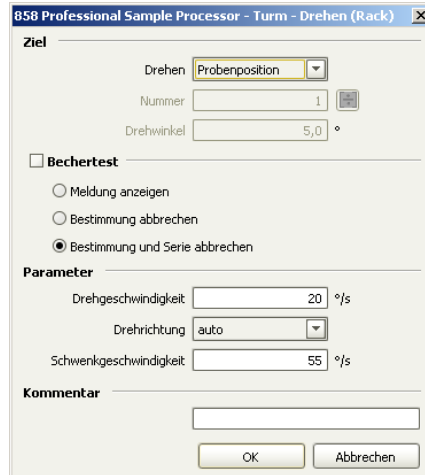 858 Professional Sample Processor - Turm - Drehen (Rack)
Ziel
Drehen Probenposition
Nummer 1
Drehwinkel 5,0 °
Bechertest
Meldung anzeigen
Bestimmung abbrechen
Bestimmung und Serie abbrechen
Parameter
Drehgeschwindigkeit 20 °/s
Drehrichtung auto
Schwenkgeschwindigkeit 55 °/s
Kommentar
OK Abbrechen